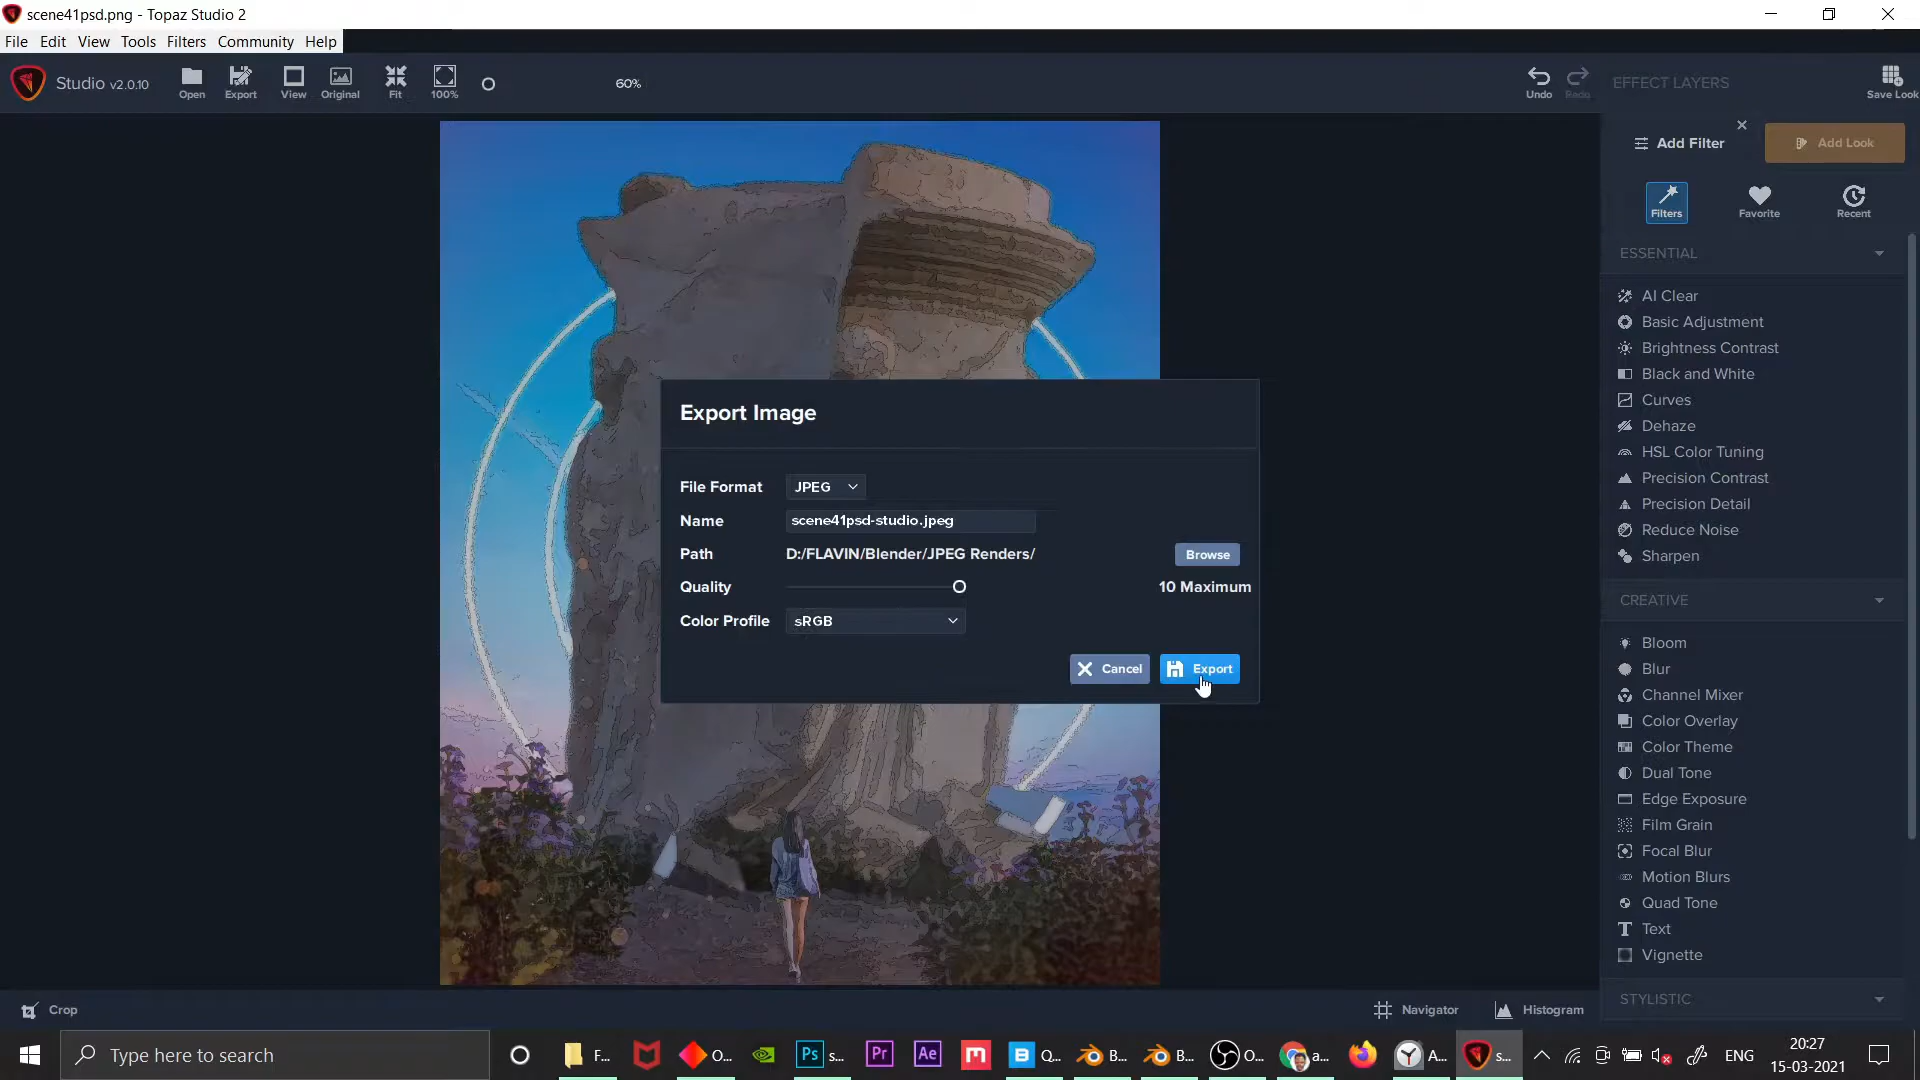 scene41psd.png - Topaz Studio 2
File Edit View Tools Filters Community Help
Studio v2.0.10
Open
Export
View
Original
Fit
100%
60%
Undo
Redo
EFFECT LAYERS
Save Look
Add Filter
Add Look
Filters
Favorite
Recent
ESSENTIAL
AI Clear
Basic Adjustment
Brightness Contrast
Black and White
Curves
Dehaze
HSL Color Tuning
Precision Contrast
Precision Detail
Reduce Noise
Sharpen
CREATIVE
Bloom
Blur
Channel Mixer
Color Overlay
Color Theme
Dual Tone
Edge Exposure
Film Grain
Focal Blur
Motion Blurs
Quad Tone
Text
Vignette
STYLISTIC
Export Image
File Format JPEG
Name scene41psd-studio.jpeg
Path D:/FLAVIN/Blender/JPEG Renders/ Browse
Quality 10 Maximum
Color Profile sRGB
Cancel Export
Crop
Navigator
Histogram
Type here to search
F...
O...
Ps s...
Pr
Ae
B Q...
B...
B...
O...
a...
A...
s...
ENG
20:27
15-03-2021